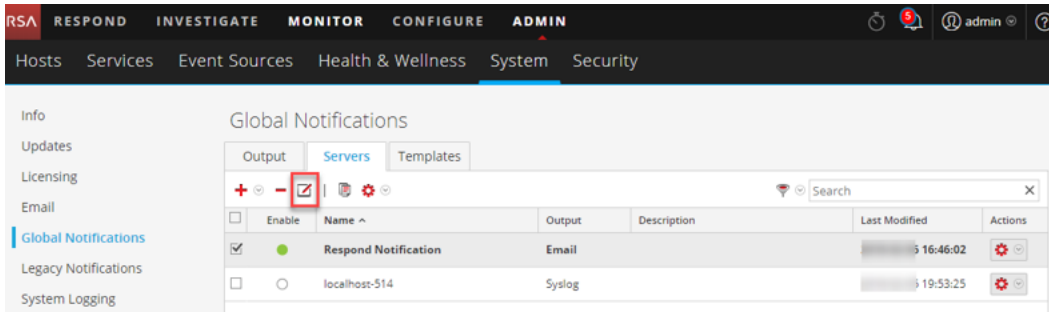 RSA RESPOND INVESTIGATE MONITOR CONFIGURE ADMIN 5 admin
Hosts Services Event Sources Health & Wellness System Security
Info
Updates
Licensing
Email
Global Notifications
Legacy Notifications
System Logging
Global Notifications
Output Servers Templates
Search
Enable Name Output Description Last Modified Actions
Respond Notification Email 16:46:02
localhost-514 Syslog 19:53:25